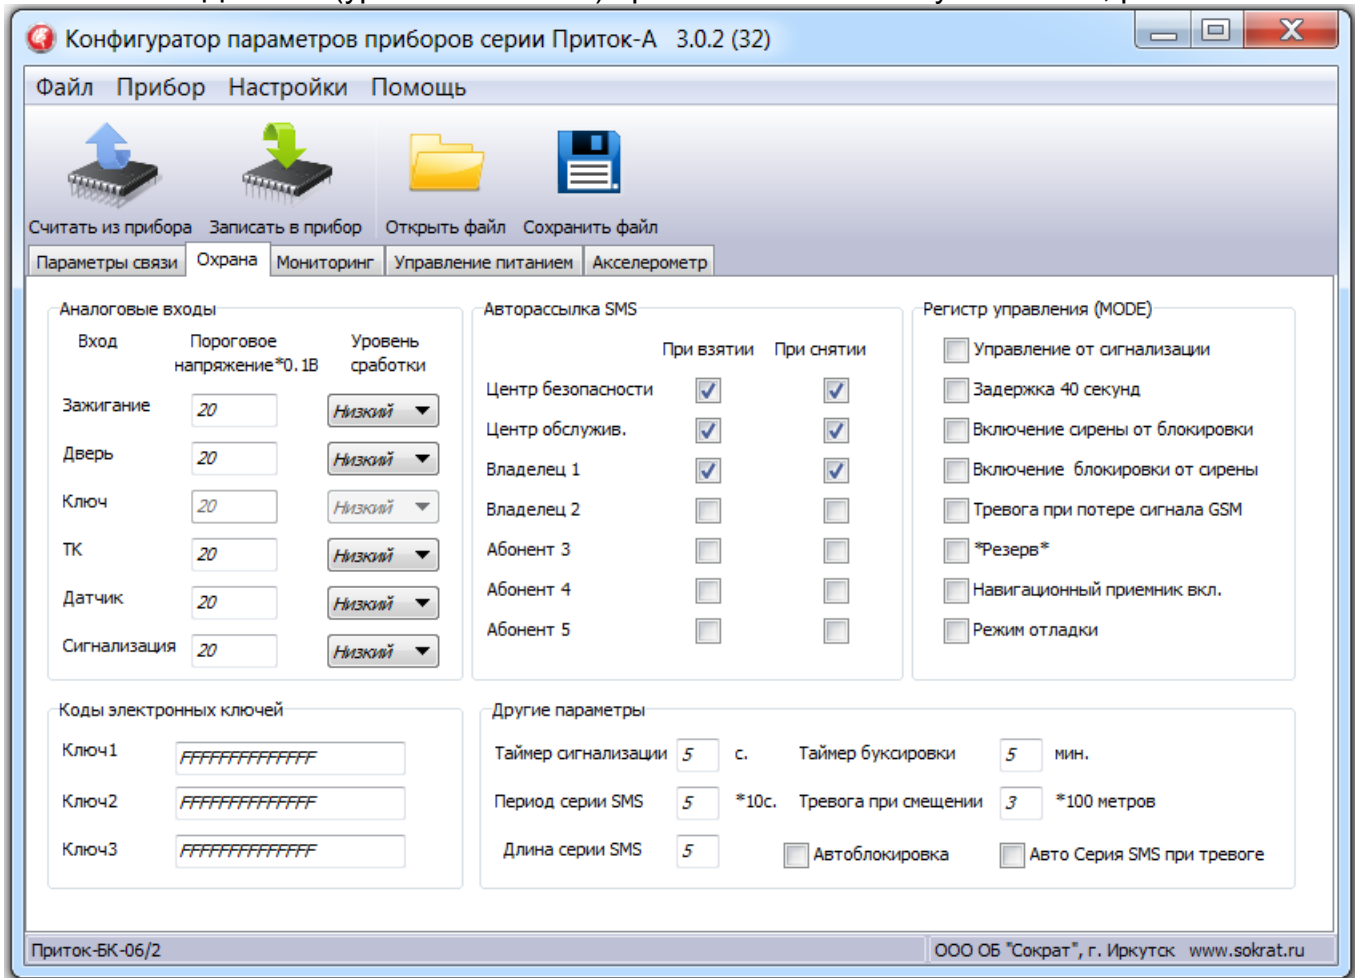 Конфигуратор параметров приборов серии Приток-А 3.0.2 (32)
Файл Прибор Настройки Помощь
Считать из прибора Записать в прибор Открыть файл Сохранить файл
Параметры связи Охрана Мониторинг Управление питанием Акселерометр
Аналоговые входы
Вход Пороговое напряжение*0.1В Уровень сработки
Зажигание 20 Низкий
Дверь 20 Низкий
Ключ 20 Низкий
ТК 20 Низкий
Датчик 20 Низкий
Сигнализация 20 Низкий
Авторассылка SMS
При взятии При снятии
Центр безопасности
Центр обслужив.
Владелец 1
Владелец 2
Абонент 3
Абонент 4
Абонент 5
Регистр управления (MODE)
Управление от сигнализации
Задержка 40 секунд
Включение сирены от блокировки
Включение блокировки от сирены
Тревога при потере сигнала GSM
*Резерв*
Навигационный приемник вкл.
Режим отладки
Коды электронных ключей
Ключ1 FFFFFFFFFFFFFF
Ключ2 FFFFFFFFFFFFFF
Ключ3 FFFFFFFFFFFFFF
Другие параметры
Таймер сигнализации 5 с. Таймер буксировки 5 мин.
Период серии SMS 5 *10с. Тревога при смещении 3 *100 метров
Длина серии SMS 5 Автоблокировка Авто Серия SMS при тревоге
Приток-БК-06/2 ООО ОБ "Сократ", г. Иркутск www.sokrat.ru